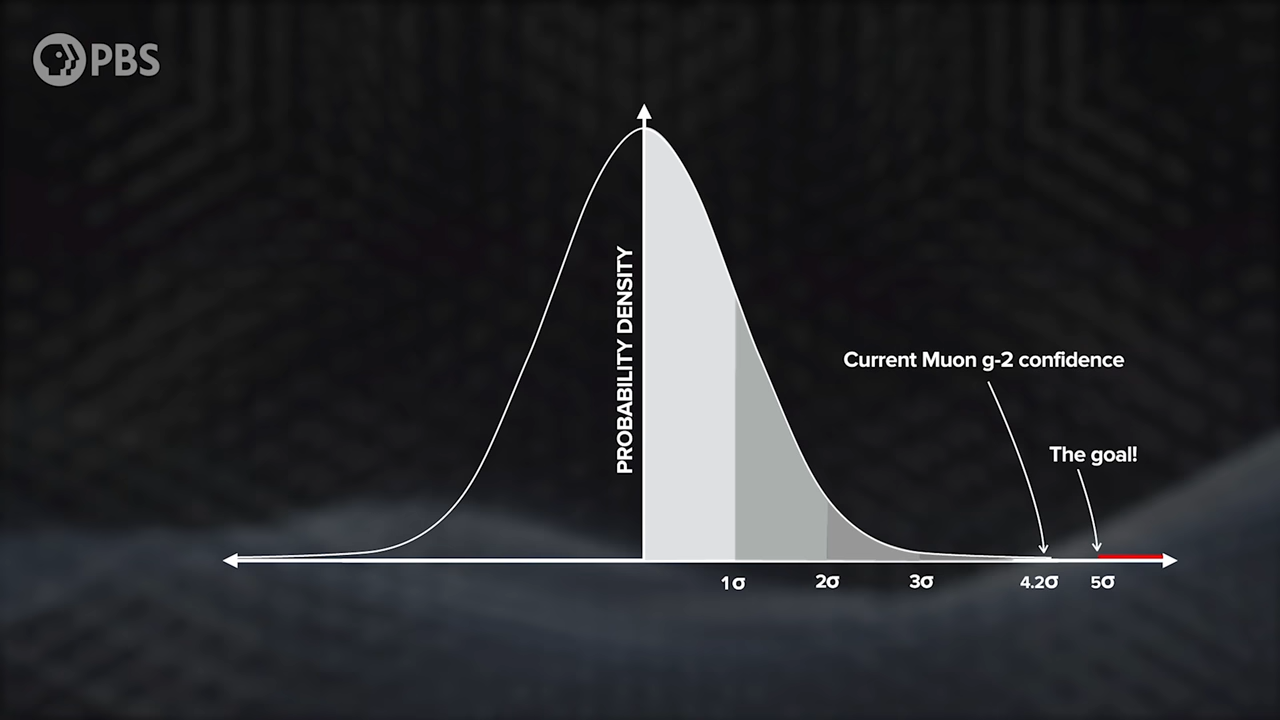 PBS
PROBABILITY DENSITY
Current Muon g-2 confidence
The goal!
1σ
2σ
3σ
4.2σ
5σ